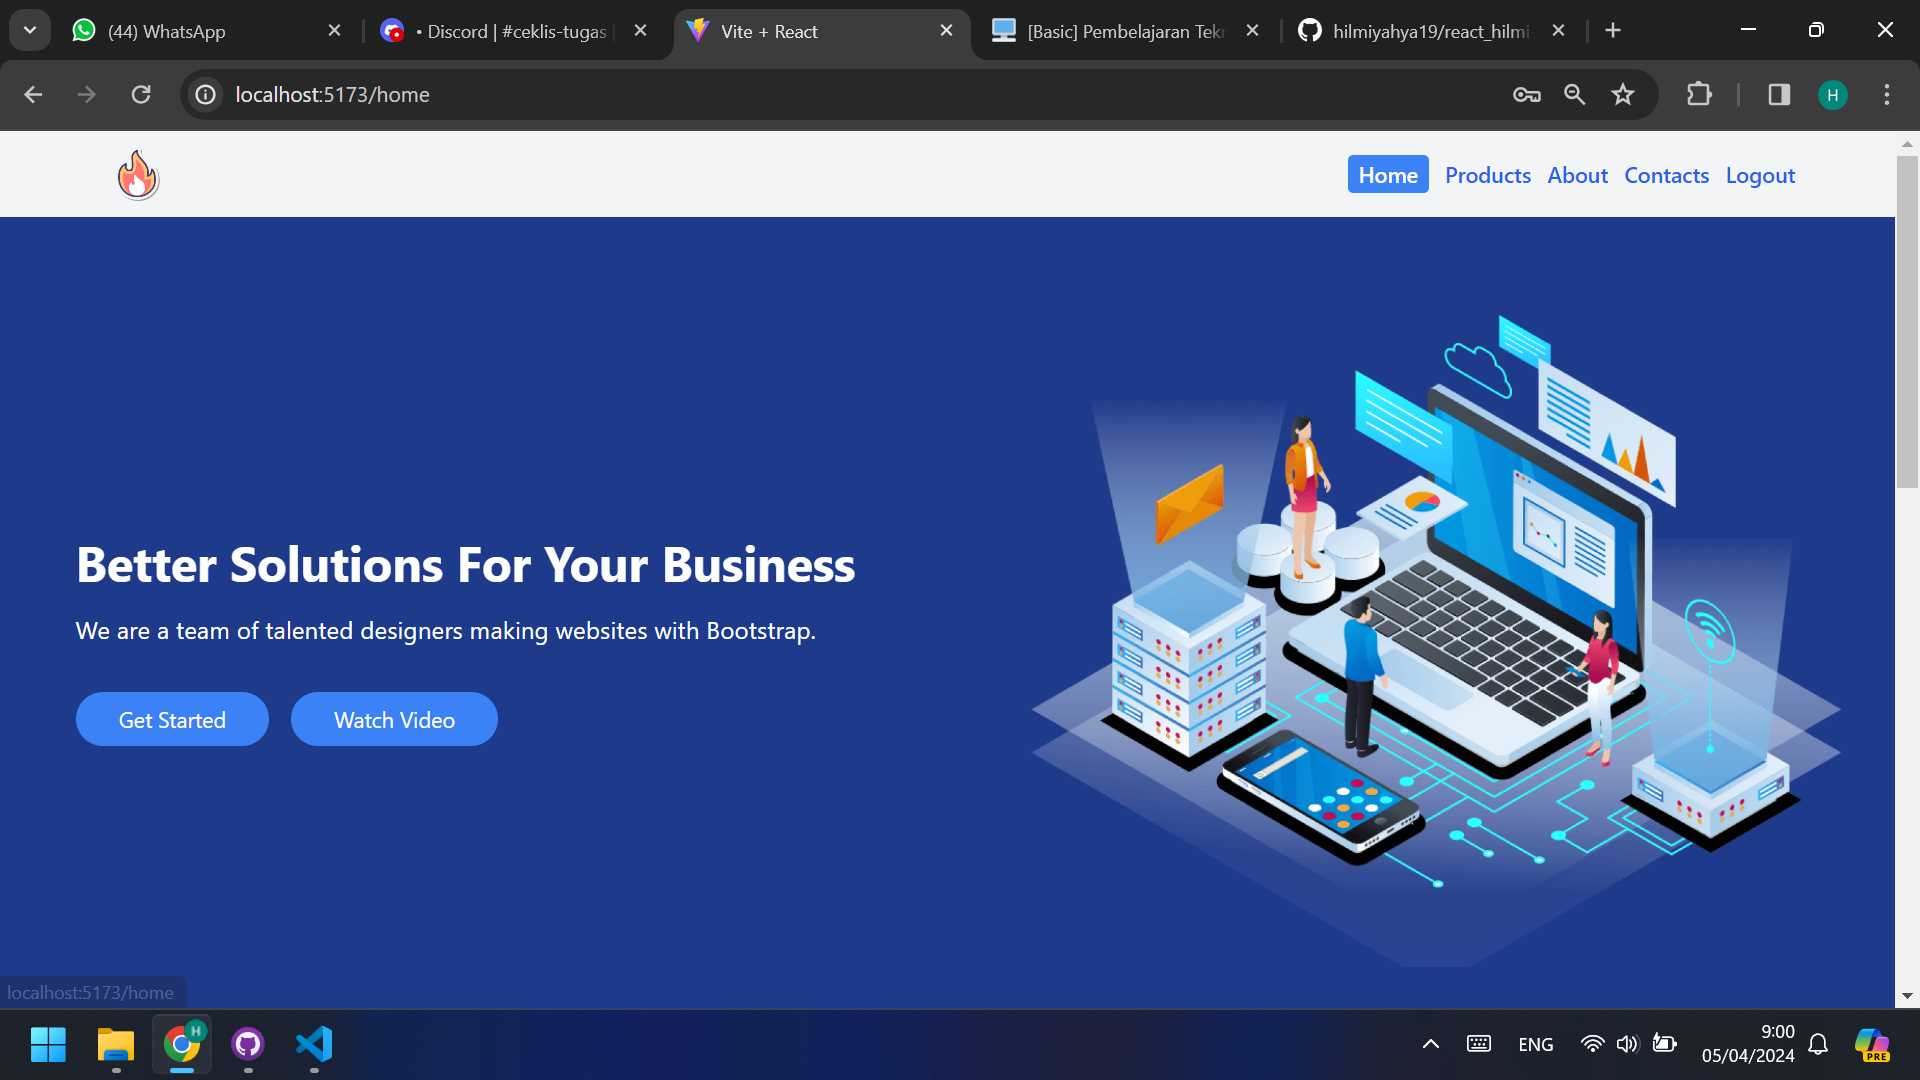 (44) WhatsApp
• Discord | #ceklis-tugas
Vite + React
[Basic] Pembelajaran Tekn
hilmiyahya19/react_hilmi
localhost:5173/home
H
Home
Products
About
Contacts
Logout
Better Solutions For Your Business
We are a team of talented designers making websites with Bootstrap.
Get Started
Watch Video
localhost:5173/home
H
ENG
9:00
05/04/2024
PRE